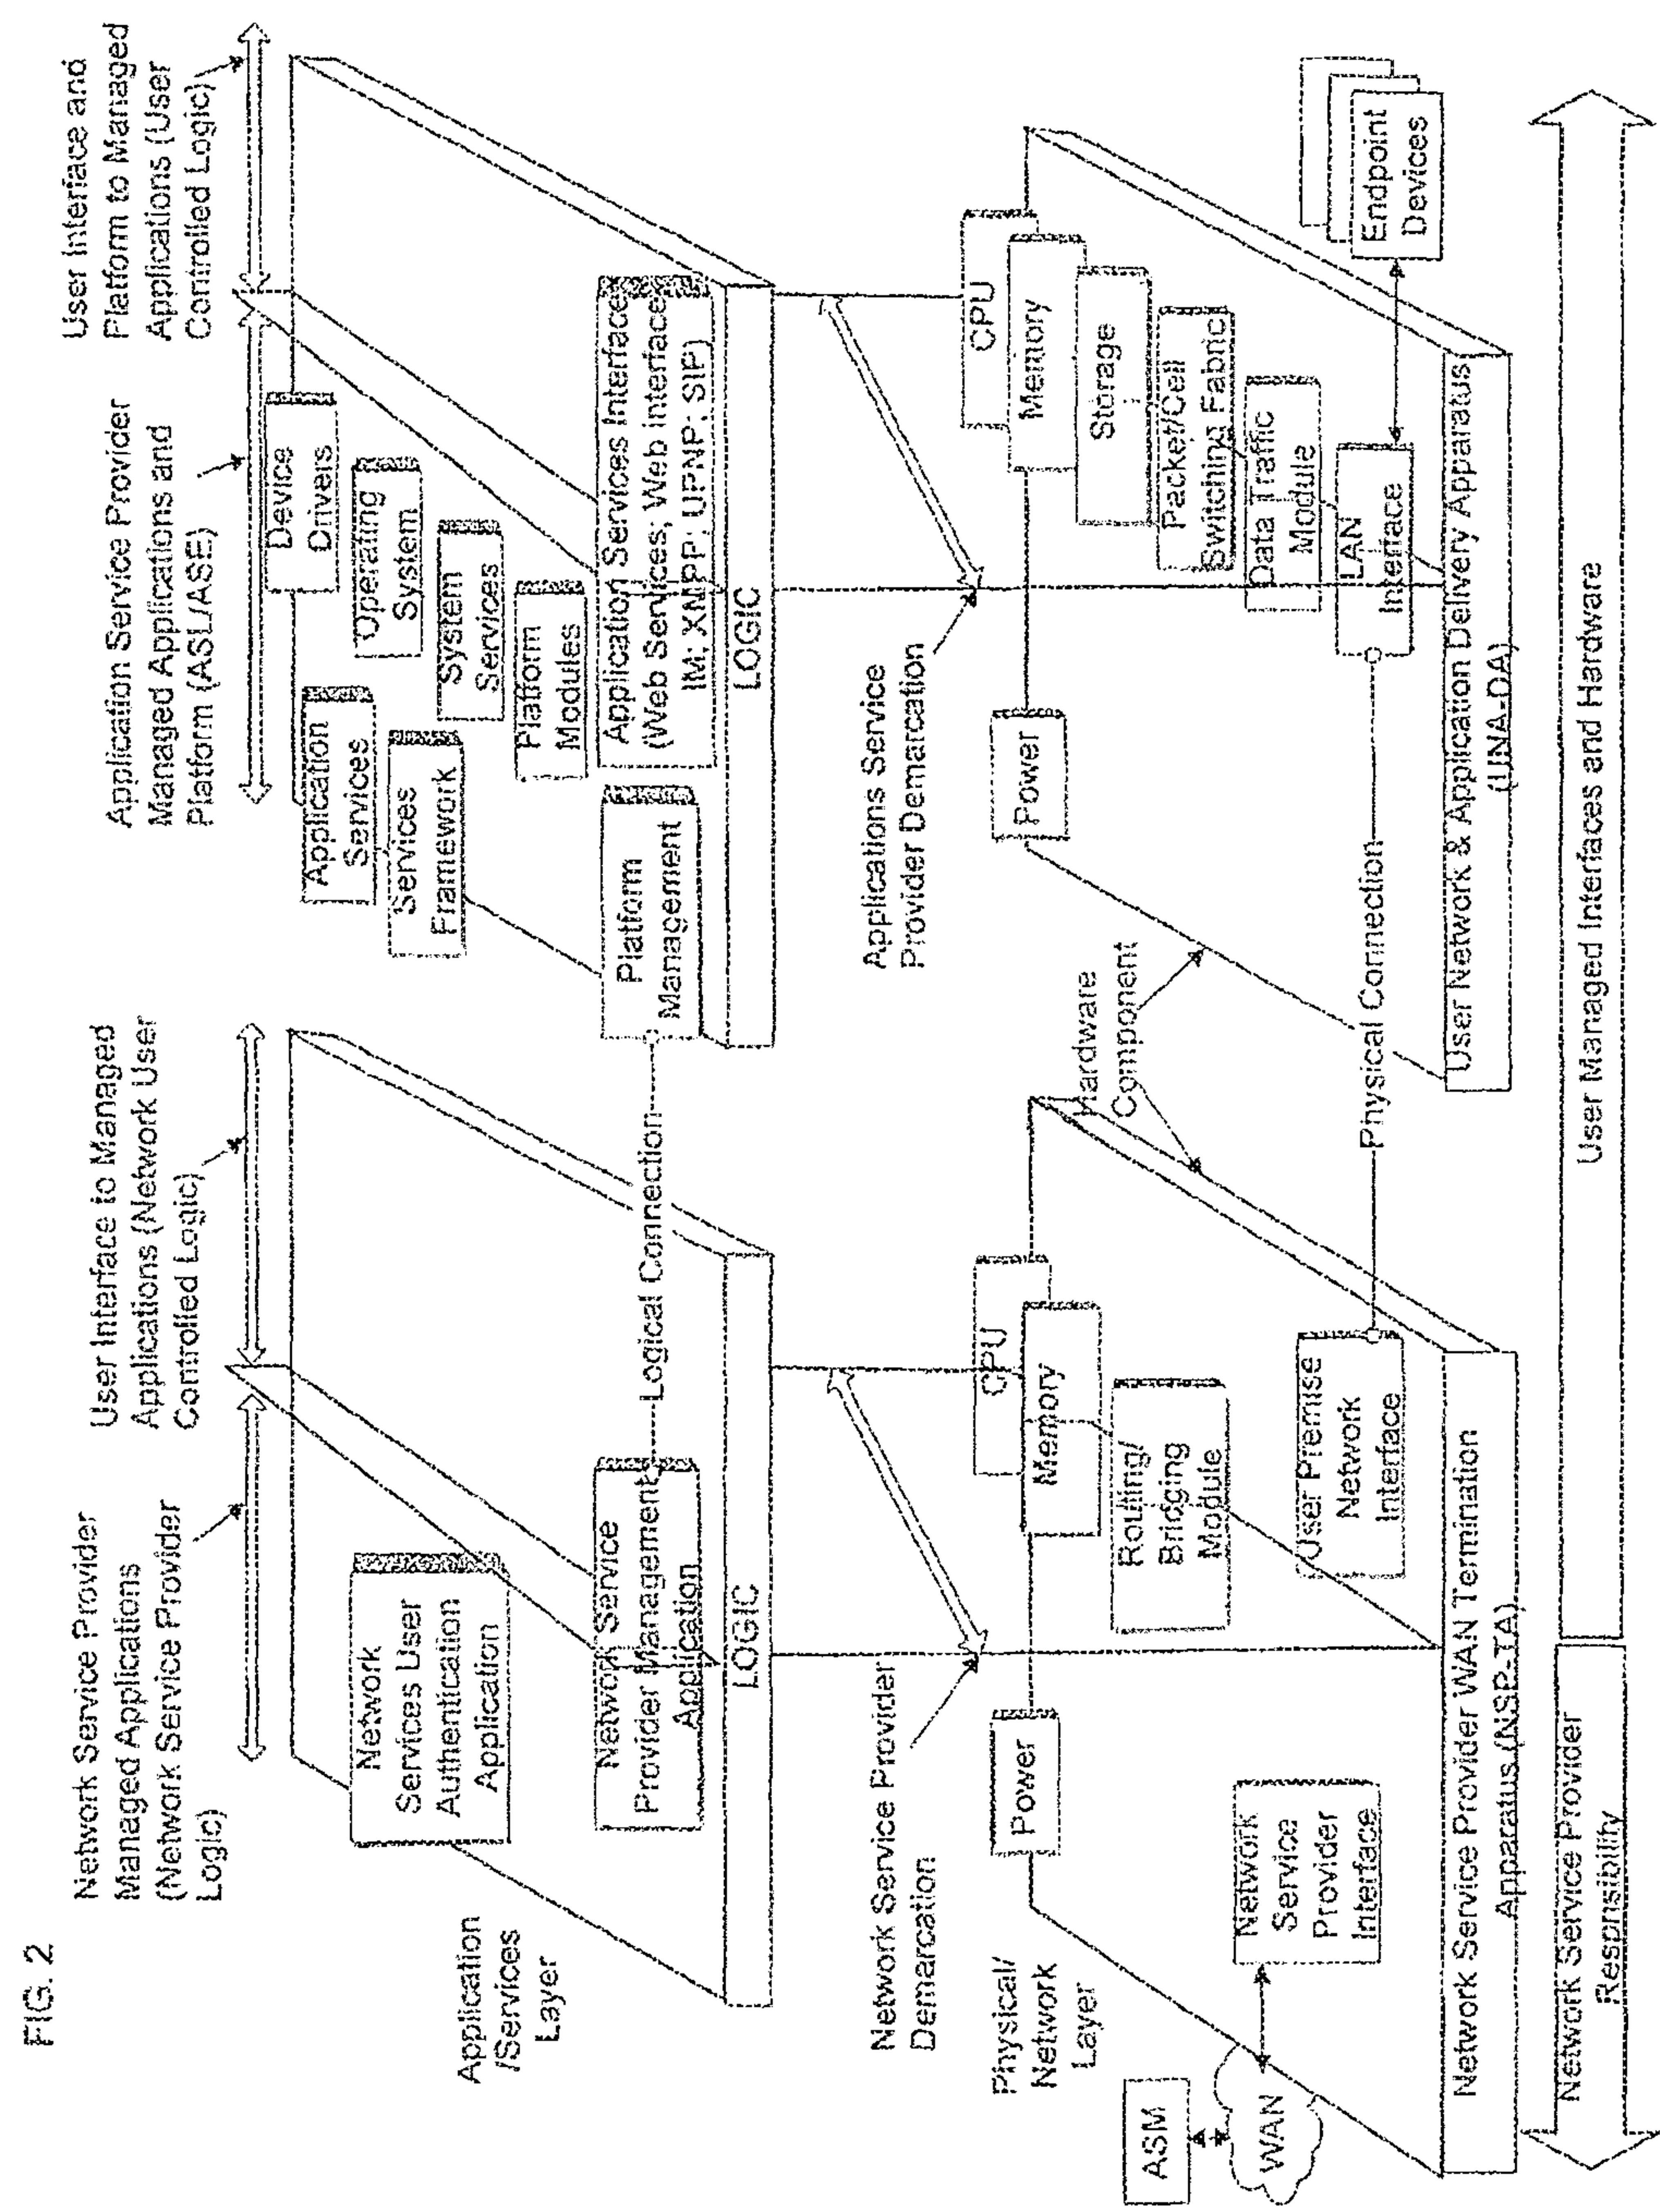 FIG. 2
Network Service Provider
Managed Applications
(Network Service Provider
Logic)
User Interface to Managed
Applications (Network User
Controlled Logic)
Application Service Provider
Managed Applications and
Platform (ASL/ASE)
User Interface and
Platform to Managed
Applications (User
Controlled Logic)
Application
/Services
Layer
Network
Services User
Authentication
Application
Network Service
Provider Management
Application
LOGIC
Logical Connection
Application
Services
Services
Framework
Platform
Management
Device
Drivers
Operating
System
System
Services
Platform
Modules
Application Services Interface
(Web Services; Web Interface
IM; XMPP; UPNP; SIP)
LOGIC
Network Service Provider
Demarcation
Applications Service
Provider Demarcation
Physical/
Network
Layer
ASM
WAN
Network
Service
Provider
Interface
Power
CPU
Memory
Routing/
Bridging
Module
User Premise
Network
Interface
Hardware
Component
Physical Connection
Power
CPU
Memory
Storage
Packet/Cell
Switching Fabric
Data Traffic
Module
LAN
Interface
Endpoint
Devices
Network Service Provider WAN Termination
Apparatus (NSP-TA)
User Network & Application Delivery Apparatus
(UNA-DA)
Network Service Provider
Responsiblity
User Managed Interfaces and Hardware